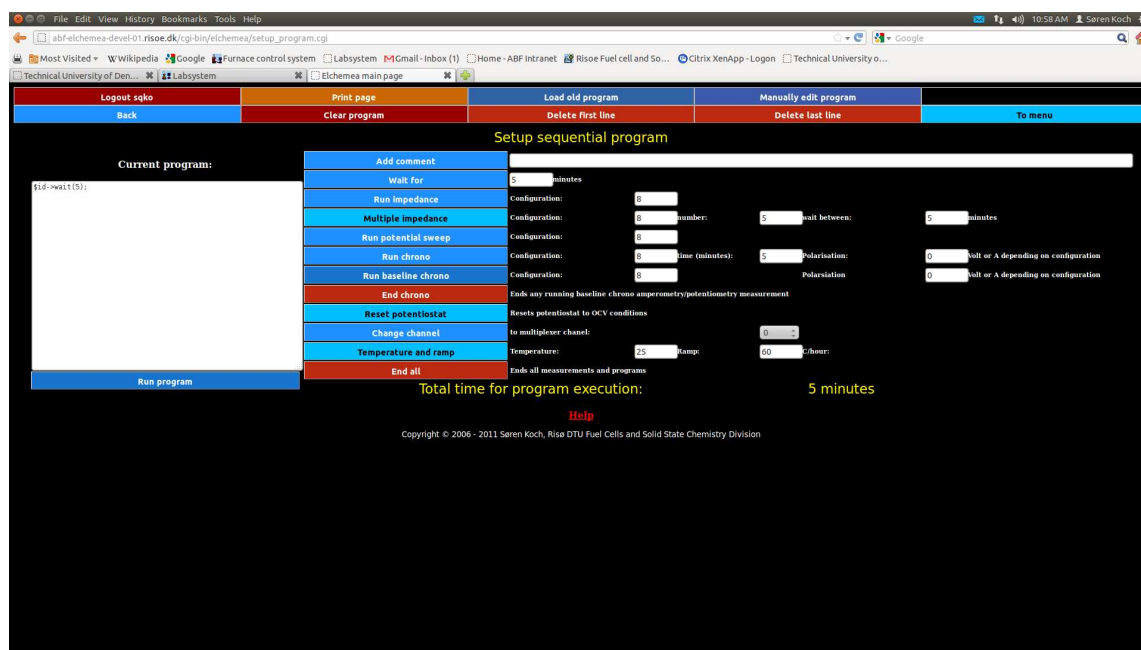 File Edit View History Bookmarks Tools Help 10:58 AM Søren Koch
abf-elchemea-devel-01.risoe.dk/cgi-bin/elchemea/setup_program.cgi Google
Most Visited Wikipedia Google Furnace control system Labsystem Gmail - Inbox (1) Home - ABF Intranet Risoe Fuel cell and So... Citrix XenApp - Logon Technical University o...
Technical University of Den... Labsystem Elchemea main page
Logout sqko Print page Load old program Manually edit program
Back Clear program Delete first line Delete last line To menu
Setup sequential program
Current program:
$id->wait(5);
Run program
Add comment
Wait for 5 minutes
Run impedance Configuration: 8
Multiple impedance Configuration: 8 number: 5 wait between: 5 minutes
Run potential sweep Configuration: 8
Run chrono Configuration: 8 time (minutes): 5 Polarisation: 0 Volt or A depending on configuration
Run baseline chrono Configuration: 8 Polarsiation 0 Volt or A depending on configuration
End chrono Ends any running baseline chrono amperometry/potentiometry measurement
Reset potentiostat Resets potentiostat to OCV conditions
Change channel to multiplexer chanel: 0
Temperature and ramp Temperature: 25 Ramp: 60 C/hour:
End all Ends all measurements and programs
Total time for program execution: 5 minutes
Help
Copyright © 2006 - 2011 Søren Koch, Risø DTU Fuel Cells and Solid State Chemistry Division